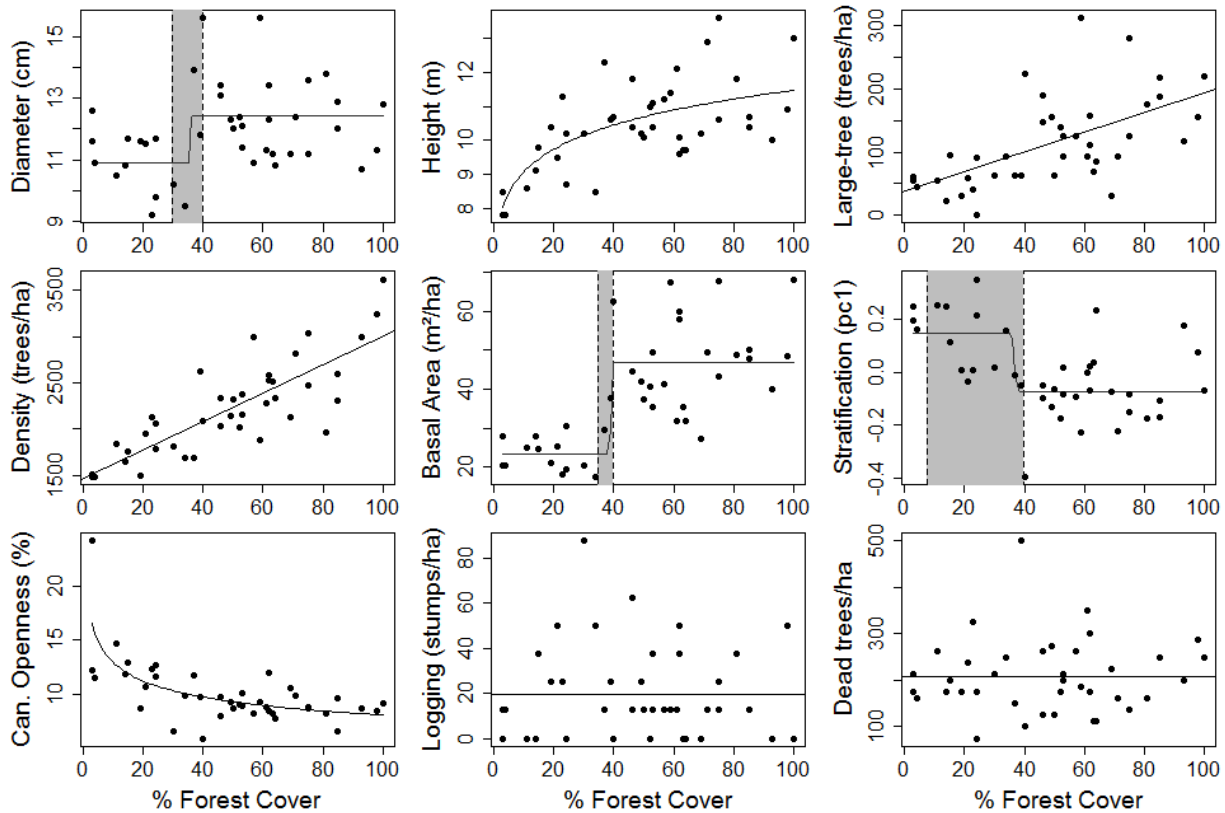 Diameter (cm)
9 11 13 15
0 20 40 60 80 100
Height (m)
8 9 10 12
0 20 40 60 80 100
Large-tree (trees/ha)
0 50 100 200 300
0 20 40 60 80 100
Density (trees/ha)
1500 2500 3500
0 20 40 60 80 100
Basal Area (m²/ha)
20 30 40 50 60
0 20 40 60 80 100
Stratification (pc1)
-0.4 -0.2 0.0 0.2
0 20 40 60 80 100
Can. Openness (%)
10 15 20
0 20 40 60 80 100
% Forest Cover
Logging (stumps/ha)
0 20 40 60 80
0 20 40 60 80 100
% Forest Cover
Dead trees/ha
100 300 500
0 20 40 60 80 100
% Forest Cover